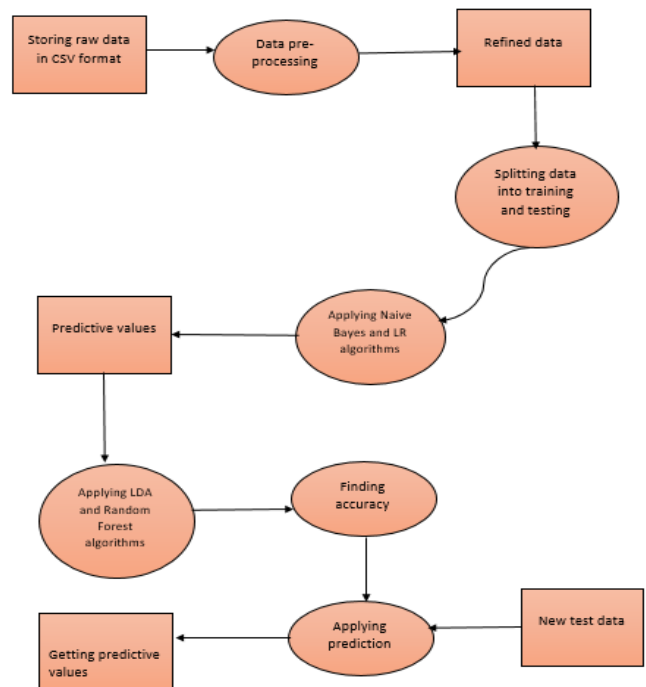 Storing raw data
in CSV format
Data pre-
processing
Refined data
Splitting data
into training
and testing
Applying Naive
Bayes and LR
algorithms
Predictive values
Applying LDA
and Random
Forest
algorithms
Finding
accuracy
Applying
prediction
New test data
Getting predictive
values